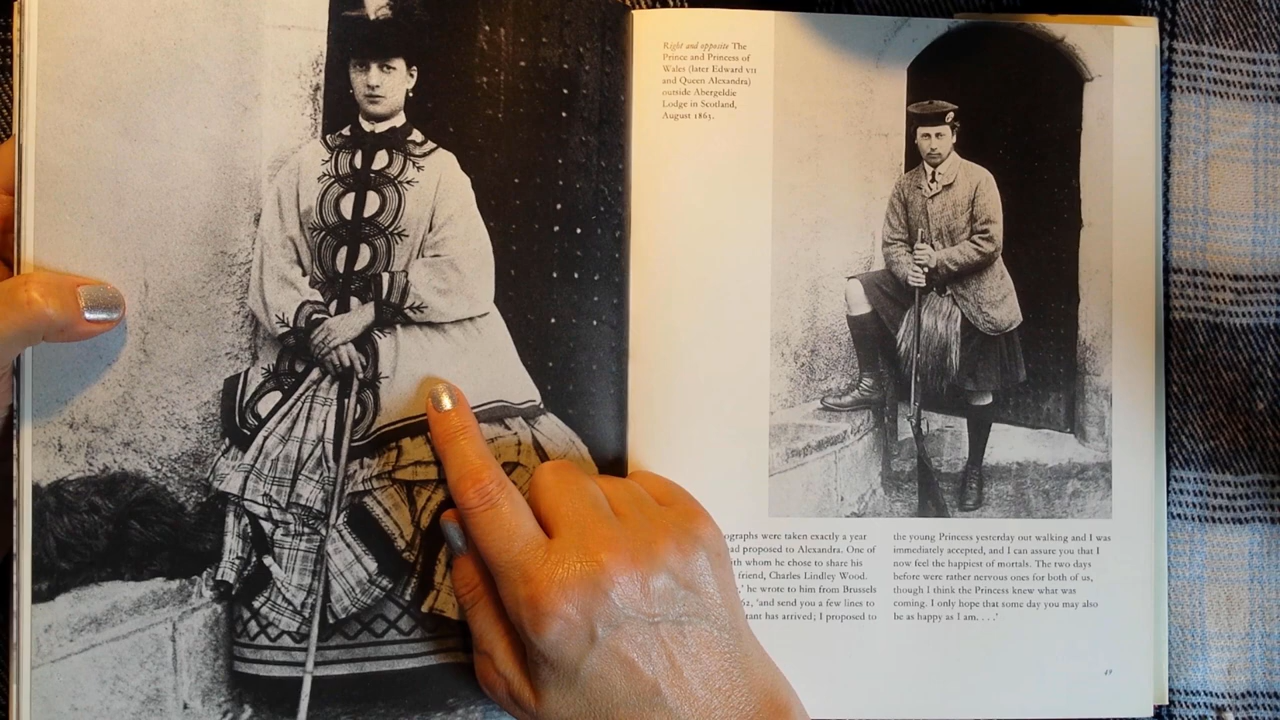 Right and opposite The
Prince and Princess of
Wales (later Edward VII
and Queen Alexandra)
outside Abergeldie
Lodge in Scotland,
August 1863.
ographs were taken exactly a year
ad proposed to Alexandra. One of
ith whom he chose to share his
friend, Charles Lindley Wood.
,' he wrote to him from Brussels
62, 'and send you a few lines to
tant has arrived; I proposed to
the young Princess yesterday out walking and I was
immediately accepted, and I can assure you that I
now feel the happiest of mortals. The two days
before were rather nervous ones for both of us,
though I think the Princess knew what was
coming. I only hope that some day you may also
be as happy as I am. . . .'
49